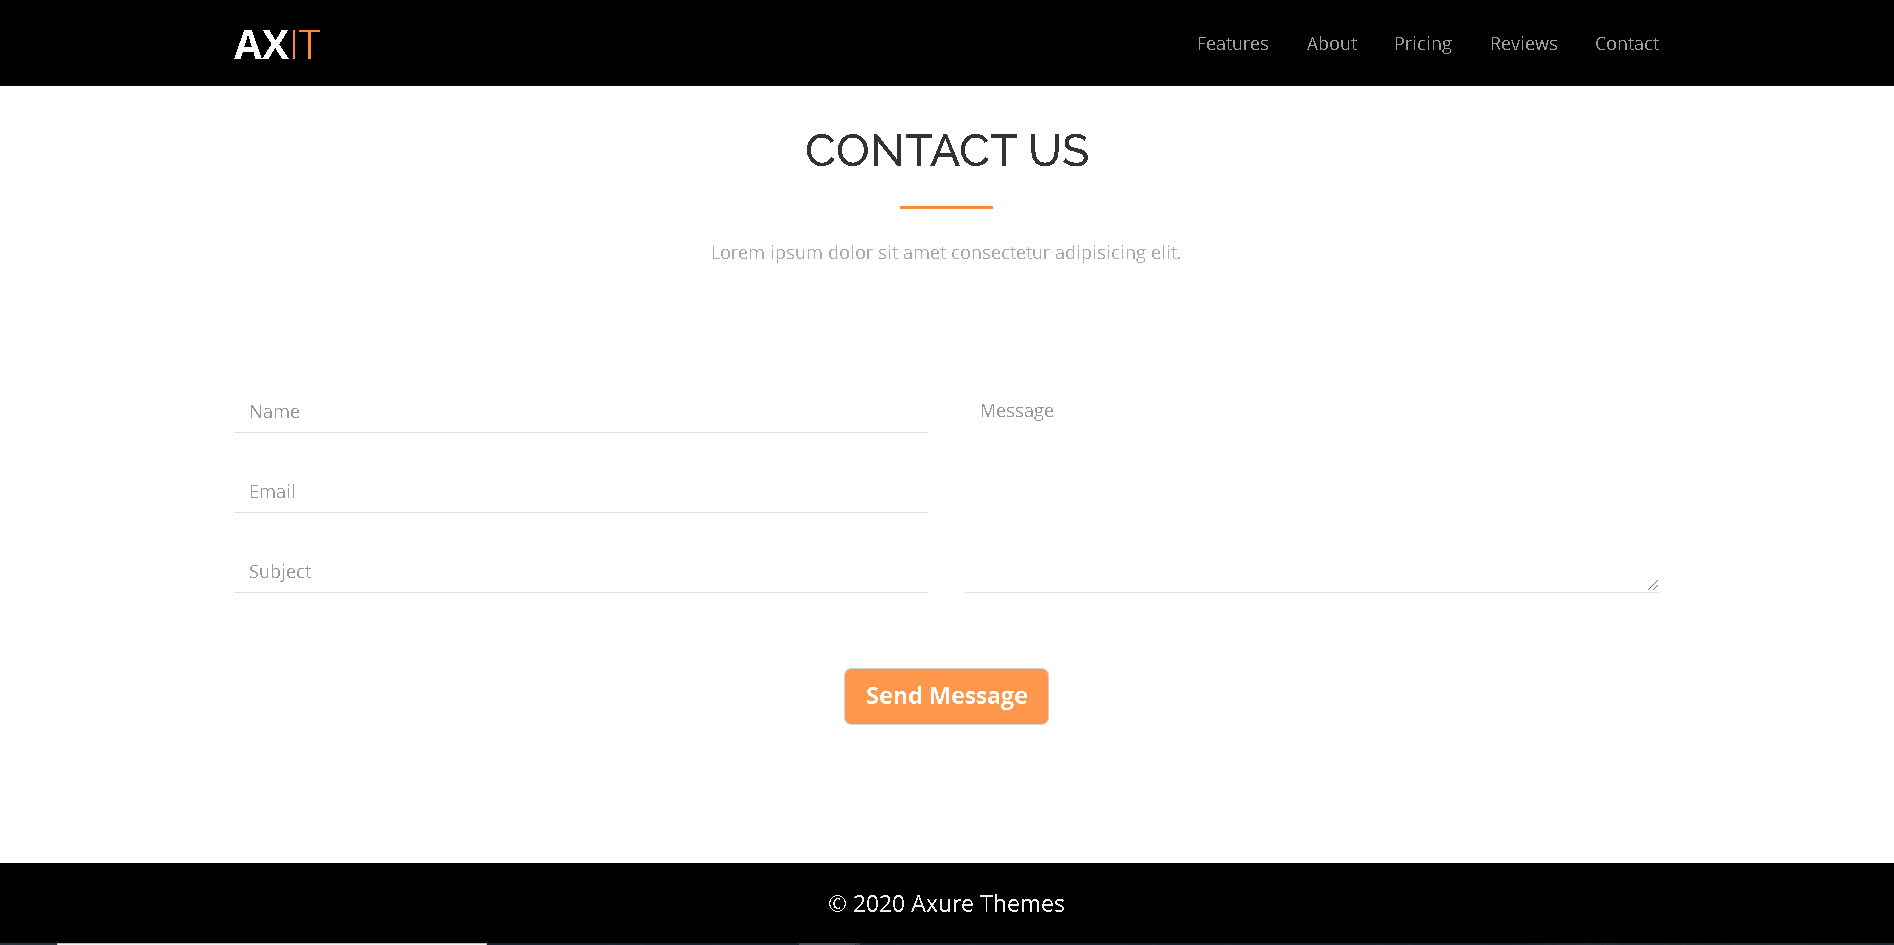 AXIT
Features About Pricing Reviews Contact
CONTACT US
Lorem ipsum dolor sit amet consectetur adipisicing elit.
Name
Email
Subject
Message
Send Message
© 2020 Axure Themes